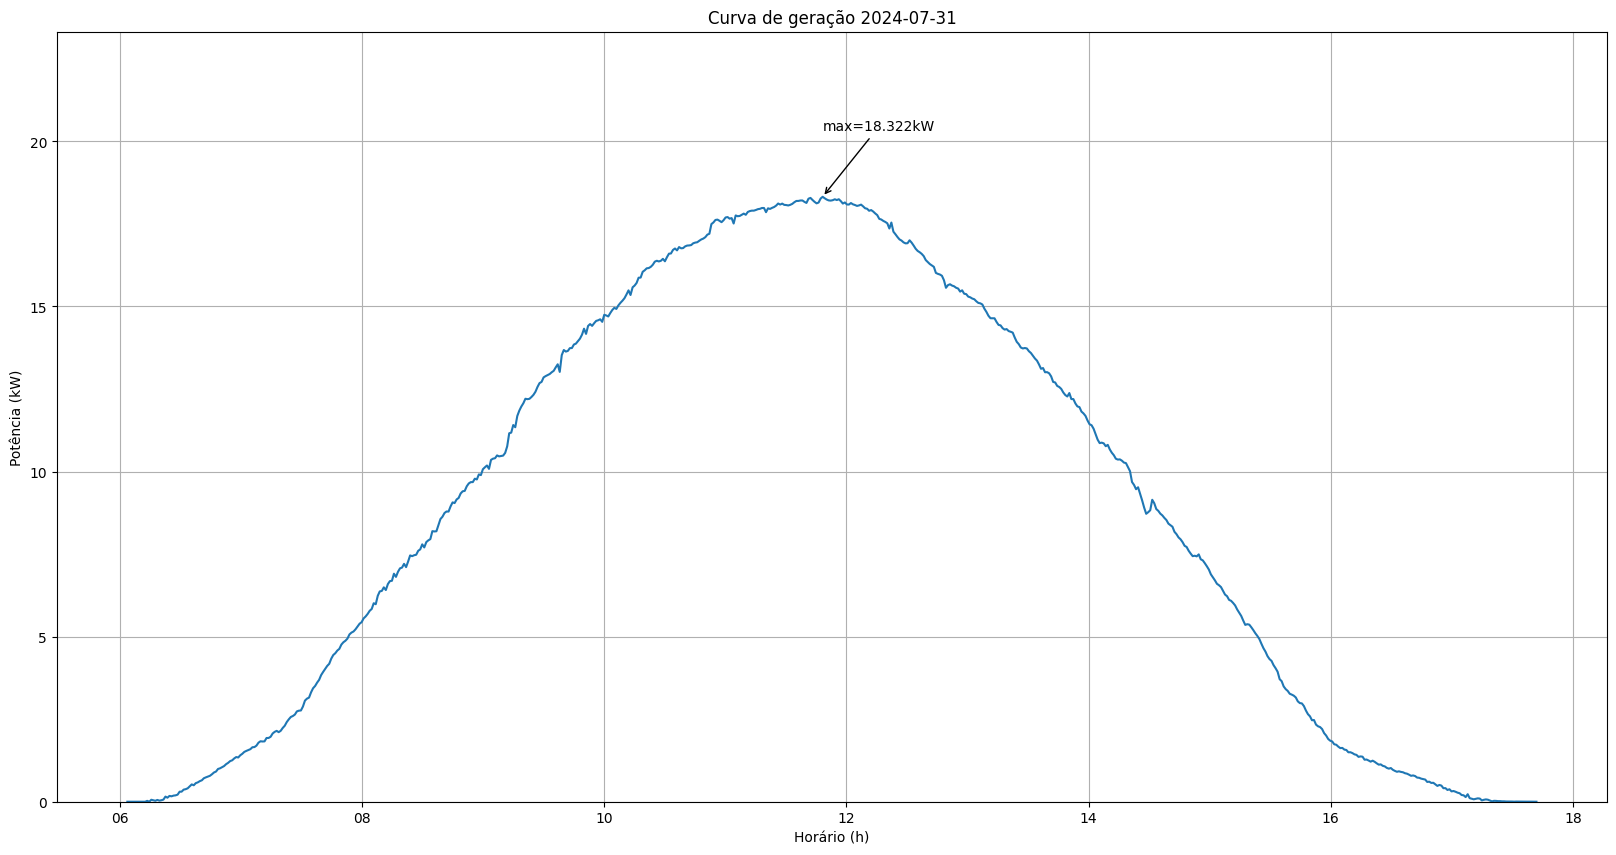 Curva de geração 2024-07-31
max=18.322kW
20
15
10
5
0
Potência (kW)
06 08 10 12 14 16 18
Horário (h)